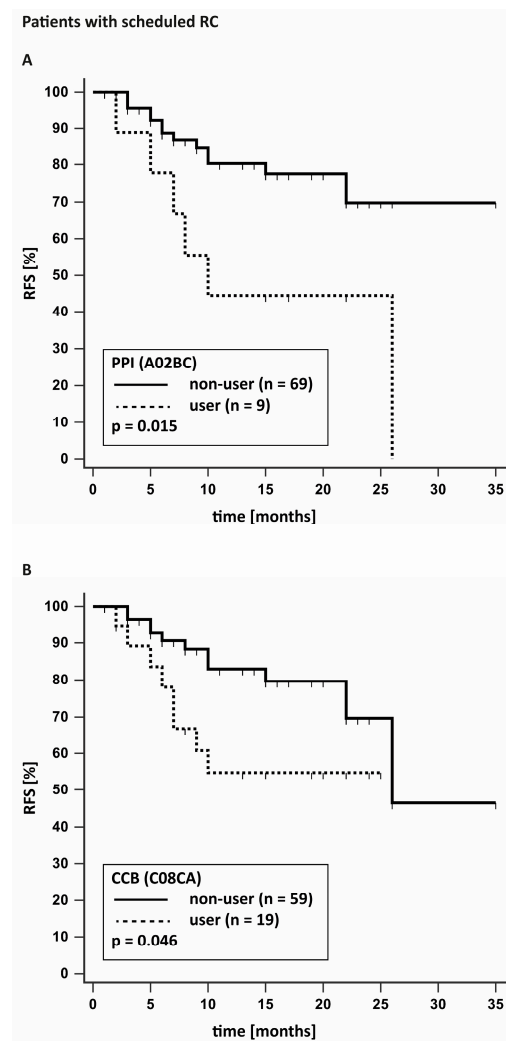 Patients with scheduled RC
A
100
90
80
70
60
50
40
30
20
10
0
RFS [%]
PPI (A02BC)
non-user (n = 69)
user (n = 9)
p = 0.015
0 5 10 15 20 25 30 35
time [months]
B
100
90
80
70
60
50
40
30
20
10
0
RFS [%]
CCB (C08CA)
non-user (n = 59)
user (n = 19)
p = 0.046
0 5 10 15 20 25 30 35
time [months]